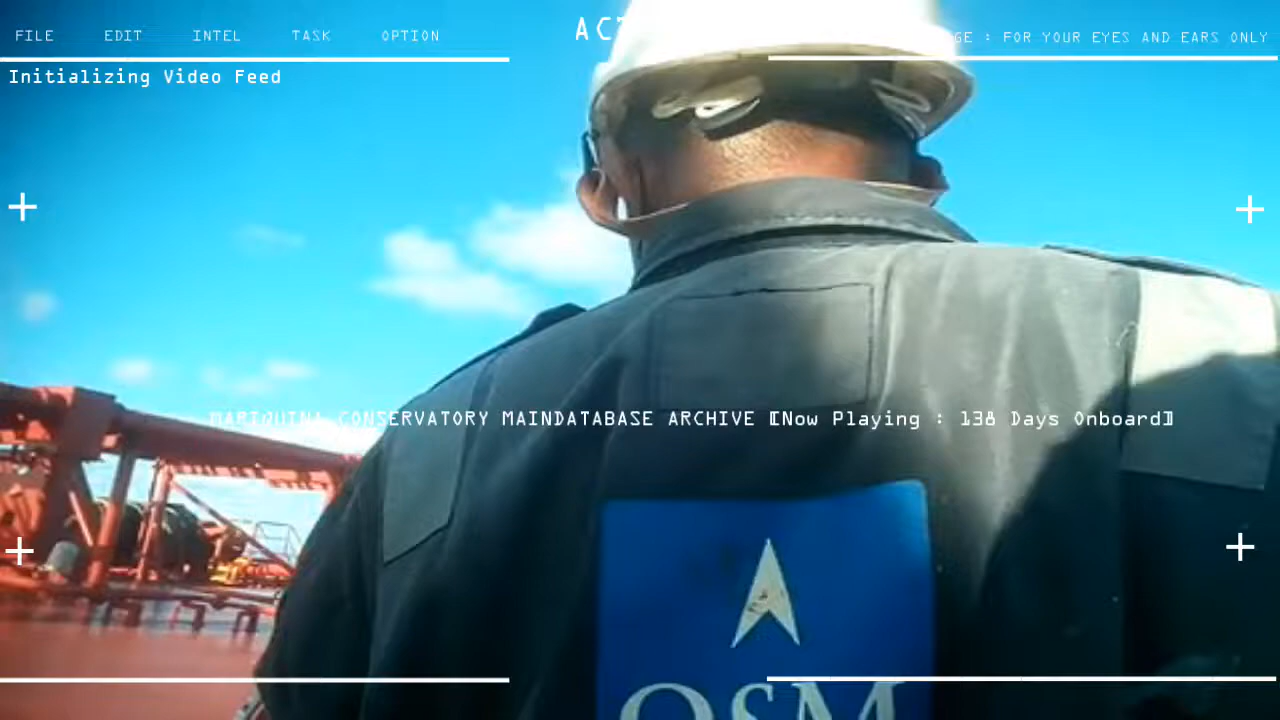 FILE EDIT INTEL TASK OPTION
: FOR YOUR EYES AND EARS ONLY
Initializing Video Feed
CONSERVATORY MAINDATABASE ARCHIVE [Now Playing : 138 Days Onboard]
OSM